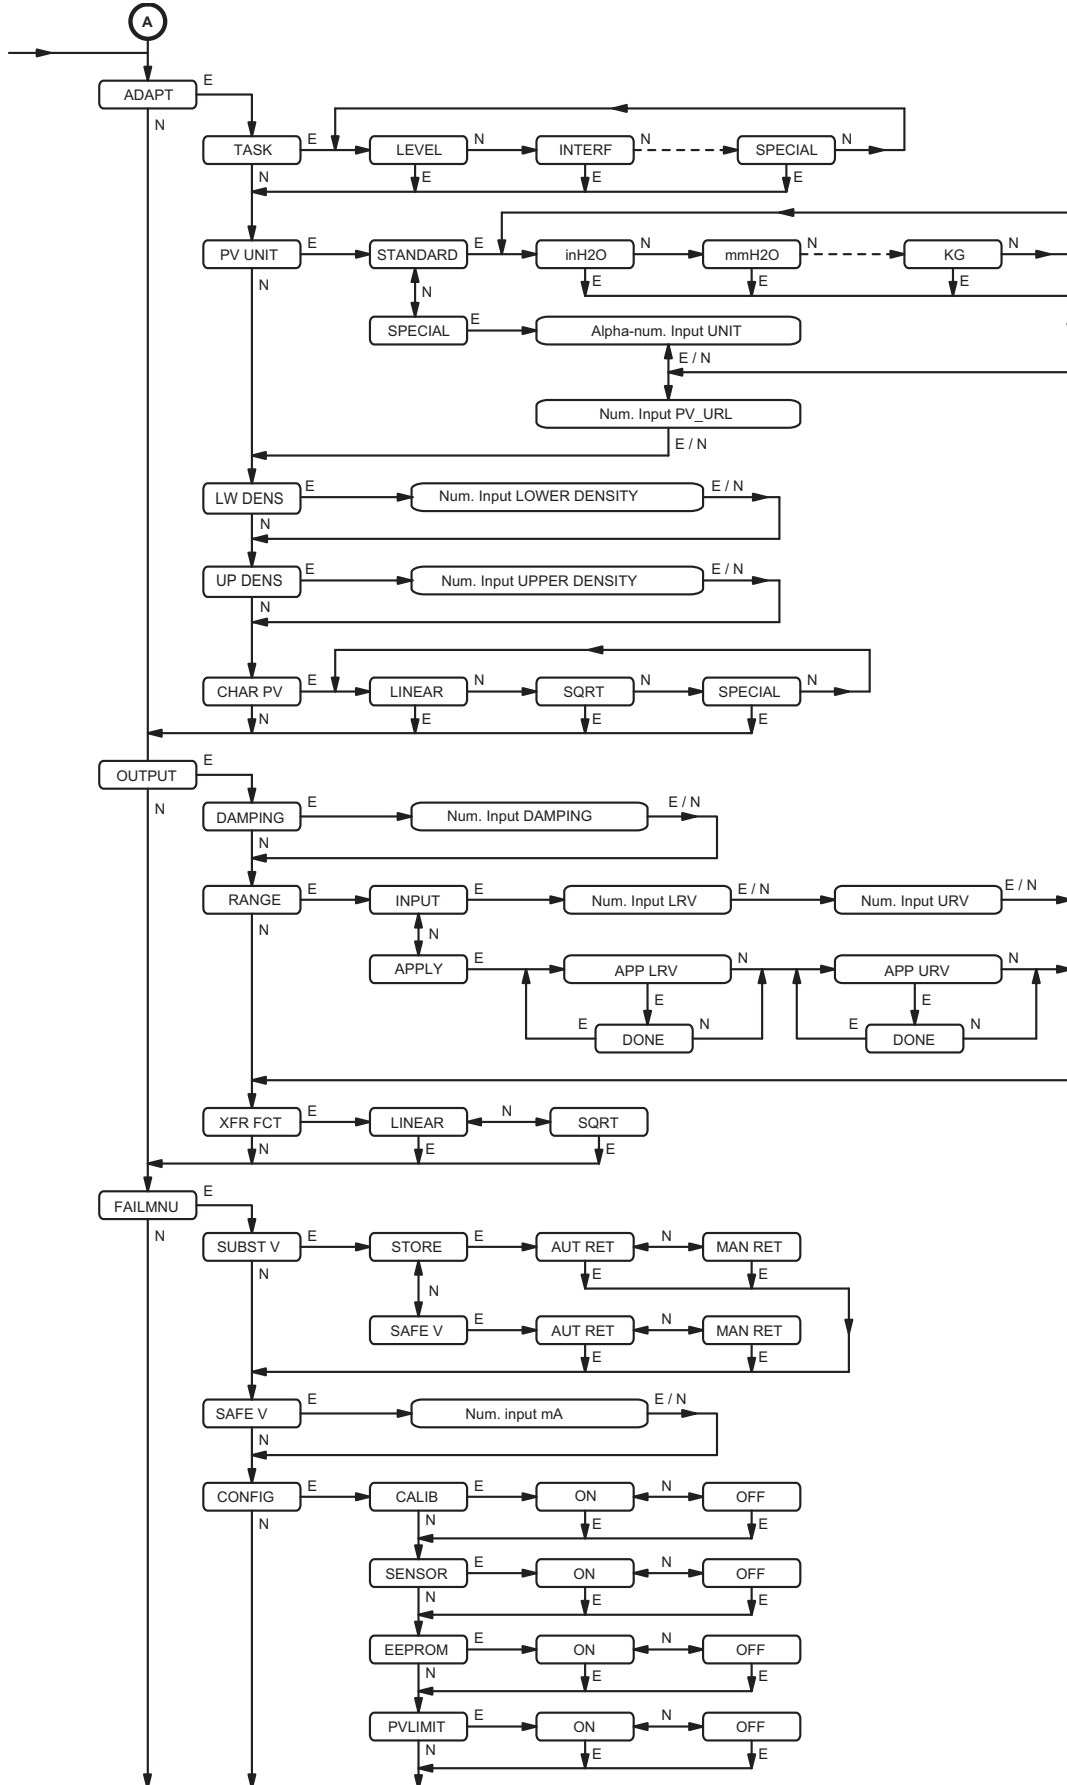 A
ADAPT E
N
TASK E LEVEL N INTERF N SPECIAL N
N E E E
PV UNIT E STANDARD E inH2O N mmH2O N KG N
N N E E E
SPECIAL E Alpha-num. Input UNIT
E / N
Num. Input PV_URL
E / N
LW DENS E Num. Input LOWER DENSITY E / N
N
UP DENS E Num. Input UPPER DENSITY E / N
N
CHAR PV E LINEAR N SQRT N SPECIAL N
N E E E
OUTPUT E
N
DAMPING E Num. Input DAMPING E / N
N
RANGE E INPUT E Num. Input LRV E / N Num. Input URV E / N
N N
APPLY E APP LRV N APP URV N
E E
E DONE N E DONE N
XFR FCT E LINEAR N SQRT
N E E
FAILMNU E
N
SUBST V E STORE E AUT RET N MAN RET
N N E E
SAFE V E AUT RET N MAN RET
E E
SAFE V E Num. input mA E / N
N
CONFIG E CALIB E ON N OFF
N N E E
SENSOR E ON N OFF
N E E
EEPROM E ON N OFF
N E E
PVLIMIT E ON N OFF
N E E